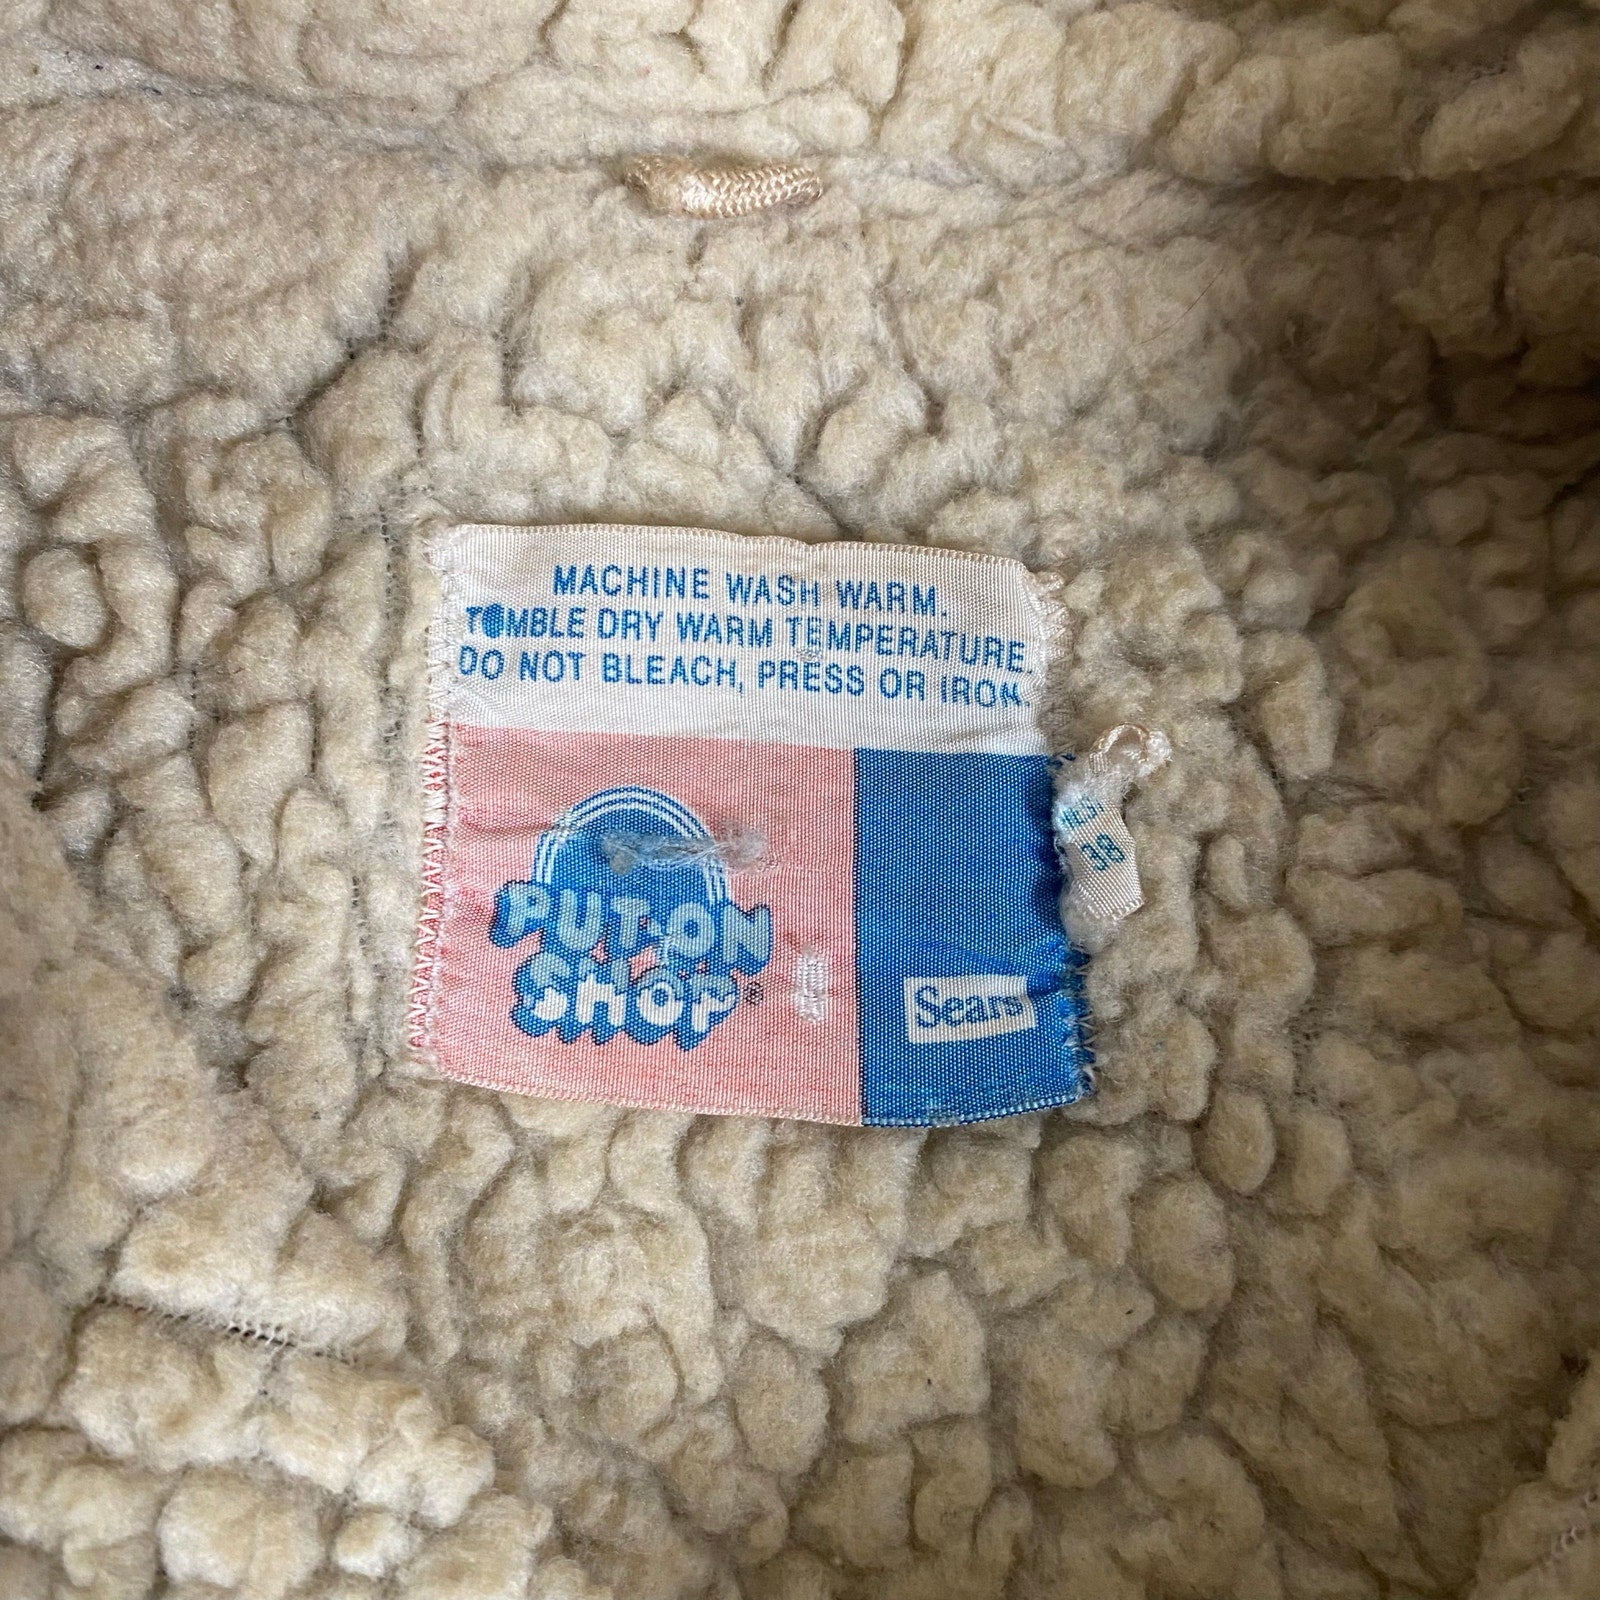 MACHINE WASH WARM.
TUMBLE DRY WARM TEMPERATURE.
DO NOT BLEACH, PRESS OR IRON.
PUT-ON
SHOP®
Sears
38